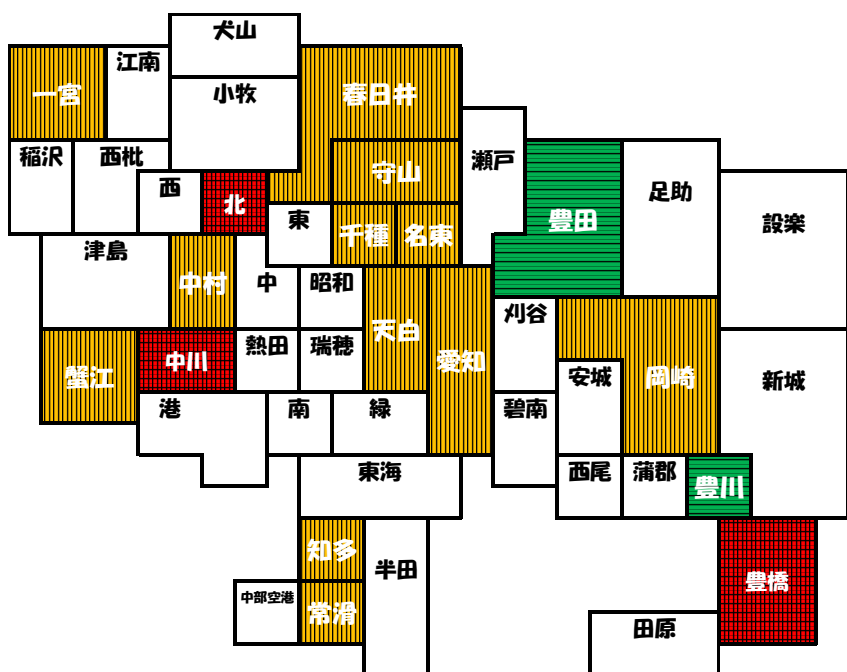 犬山
江南
一宮
小牧
春日井
稲沢
西枇
瀬戸
守山
西
北
足助
豊田
設楽
東
千種
名東
津島
中村
中
昭和
天白
刈谷
愛知
熱田
瑞穂
中川
蟹江
安城
岡崎
新城
港
南
緑
碧南
東海
西尾
蒲郡
豊川
知多
半田
豊橋
中部空港
常滑
田原